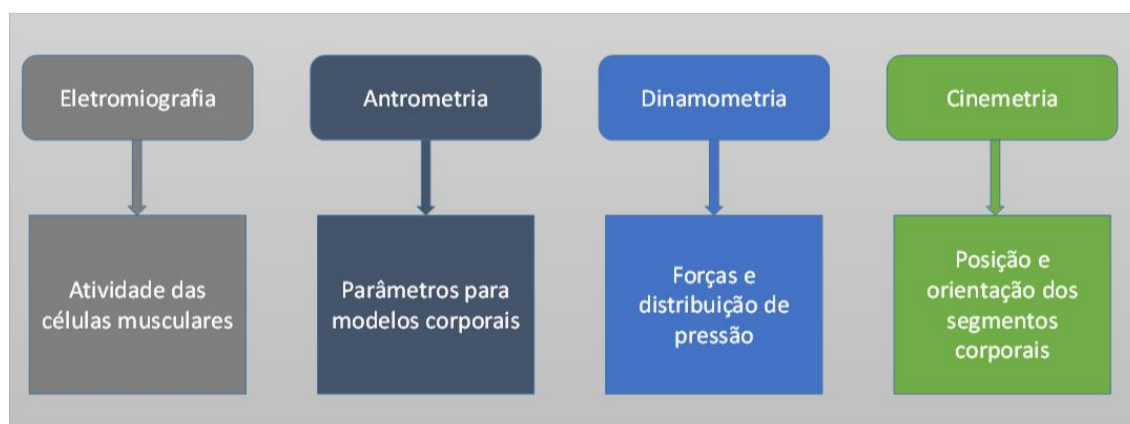 Eletromiografia
Antrometria
Dinamometria
Cinemetria
Atividade das
células musculares
Parâmetros para
modelos corporais
Forças e
distribuição de
pressão
Posição e
orientação dos
segmentos
corporais